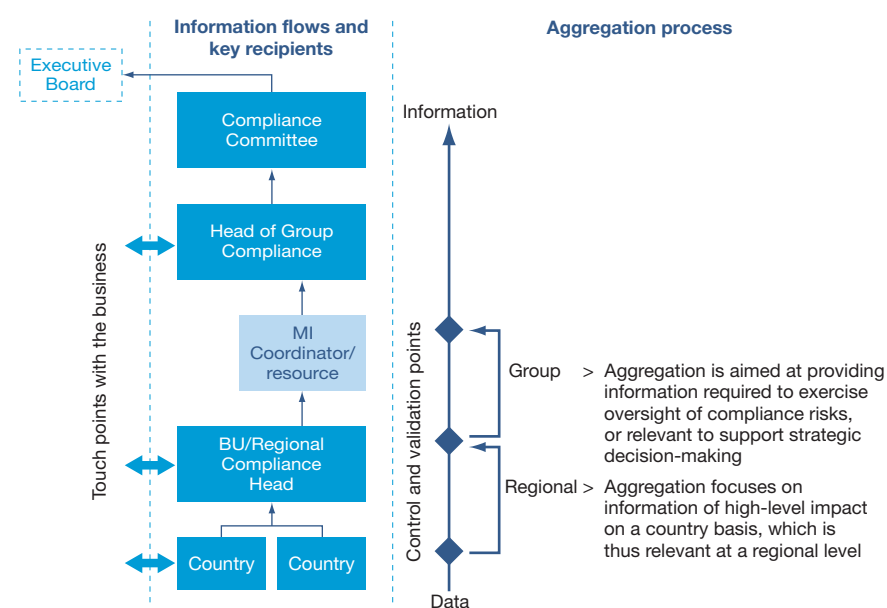 Information flows and
key recipients
Aggregation process
Executive
Board
Compliance
Committee
Head of Group
Compliance
MI
Coordinator/
resource
BU/Regional
Compliance
Head
Country
Country
Touch points with the business
Information
Control and validation points
Group > Aggregation is aimed at providing
information required to exercise
oversight of compliance risks,
or relevant to support strategic
decision-making
Regional > Aggregation focuses on
information of high-level impact
on a country basis, which is
thus relevant at a regional level
Data